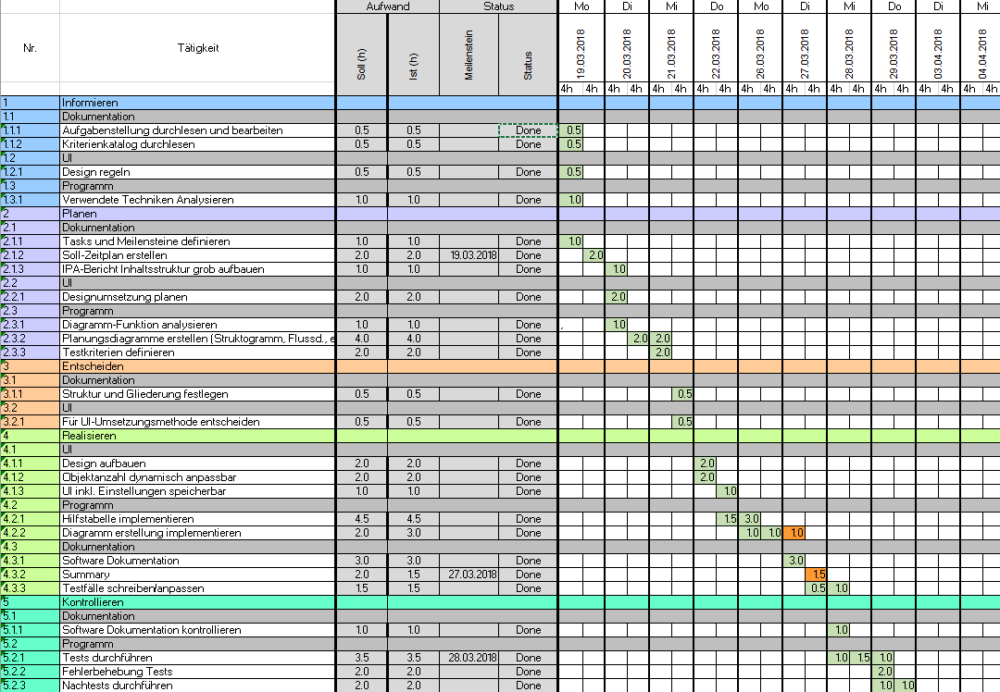 Aufwand Status Mo Di Mi Do Mo Di Mi Do Di Mi
Nr. Tätigkeit Soll (h) Ist (h) Meilenstein Status 19.03.2018 20.03.2018 21.03.2018 22.03.2018 26.03.2018 27.03.2018 28.03.2018 29.03.2018 03.04.2018 04.04.2018
4h 4h 4h 4h 4h 4h 4h 4h 4h 4h 4h 4h 4h 4h 4h 4h 4h 4h 4h 4h
1 Informieren
1.1 Dokumentation
1.1.1 Aufgabenstellung durchlesen und bearbeiten 0.5 0.5 Done 0.5
1.1.2 Kriterienkatalog durchlesen 0.5 0.5 Done 0.5
1.2 UI
1.2.1 Design regeln 0.5 0.5 Done 0.5
1.3 Programm
1.3.1 Verwendete Techniken Analysieren 1.0 1.0 Done 1.0
2 Planen
2.1 Dokumentation
2.1.1 Tasks und Meilensteine definieren 1.0 1.0 Done 1.0
2.1.2 Soll-Zeitplan erstellen 2.0 2.0 19.03.2018 Done 2.0
2.1.3 IPA-Bericht Inhaltsstruktur grob aufbauen 1.0 1.0 Done 1.0
2.2 UI
2.2.1 Designumsetzung planen 2.0 2.0 Done 2.0
2.3 Programm
2.3.1 Diagramm-Funktion analysieren 1.0 1.0 Done , 1.0
2.3.2 Planungsdiagramme erstellen (Struktogramm, Flussd., e 4.0 4.0 Done 2.0 2.0
2.3.3 Testkriterien definieren 2.0 2.0 Done 2.0
3 Entscheiden
3.1 Dokumentation
3.1.1 Struktur und Gliederung festlegen 0.5 0.5 Done 0.5
3.2 UI
3.2.1 Für UI-Umsetzungsmethode entscheiden 0.5 0.5 Done 0.5
4 Realisieren
4.1 UI
4.1.1 Design aufbauen 2.0 2.0 Done 2.0
4.1.2 Objektanzahl dynamisch anpassbar 2.0 2.0 Done 2.0
4.1.3 UI inkl. Einstellungen speicherbar 1.0 1.0 Done 1.0
4.2 Programm
4.2.1 Hilfstabelle implementieren 4.5 4.5 Done 1.5 3.0
4.2.2 Diagramm erstellung implementieren 2.0 3.0 Done 1.0 1.0 1.0
4.3 Dokumentation
4.3.1 Software Dokumentation 3.0 3.0 Done 3.0
4.3.2 Summary 2.0 1.5 27.03.2018 Done 1.5
4.3.3 Testfälle schreiben/anpassen 1.5 1.5 Done 0.5 1.0
5 Kontrollieren
5.1 Dokumentation
5.1.1 Software Dokumentation kontrollieren 1.0 1.0 Done 1.0
5.2 Programm
5.2.1 Tests durchführen 3.5 3.5 28.03.2018 Done 1.0 1.5 1.0
5.2.2 Fehlerbehebung Tests 2.0 2.0 Done 2.0
5.2.3 Nachtests durchführen 2.0 2.0 Done 1.0 1.0